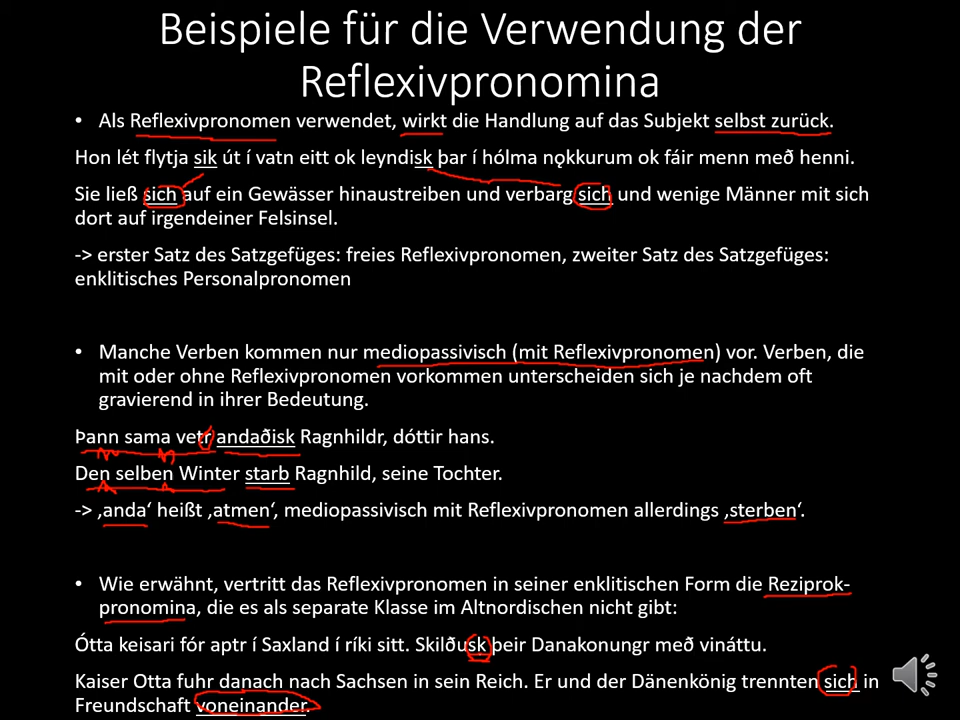 Beispiele für die Verwendung der
Reflexivpronomina
• Als Reflexivpronomen verwendet, wirkt die Handlung auf das Subjekt selbst zurück.
Hon lét flytja sik út í vatn eitt ok leyndisk þar í hólma nǫkkurum ok fáir menn með henni.
Sie ließ sich auf ein Gewässer hinaustreiben und verbarg sich und wenige Männer mit sich
dort auf irgendeiner Felsinsel.
-> erster Satz des Satzgefüges: freies Reflexivpronomen, zweiter Satz des Satzgefüges:
enklitisches Personalpronomen
• Manche Verben kommen nur mediopassivisch (mit Reflexivpronomen) vor. Verben, die
mit oder ohne Reflexivpronomen vorkommen unterscheiden sich je nachdem oft
gravierend in ihrer Bedeutung.
Þann sama vetr andaðisk Ragnhildr, dóttir hans.
Den selben Winter starb Ragnhild, seine Tochter.
-> ‚anda‘ heißt ‚atmen‘, mediopassivisch mit Reflexivpronomen allerdings ‚sterben‘.
• Wie erwähnt, vertritt das Reflexivpronomen in seiner enklitischen Form die Reziprok-
pronomina, die es als separate Klasse im Altnordischen nicht gibt:
Ótta keisari fór aptr í Saxland í ríki sitt. Skilðusk þeir Danakonungr með vináttu.
Kaiser Otta fuhr danach nach Sachsen in sein Reich. Er und der Dänenkönig trennten sich in
Freundschaft voneinander.